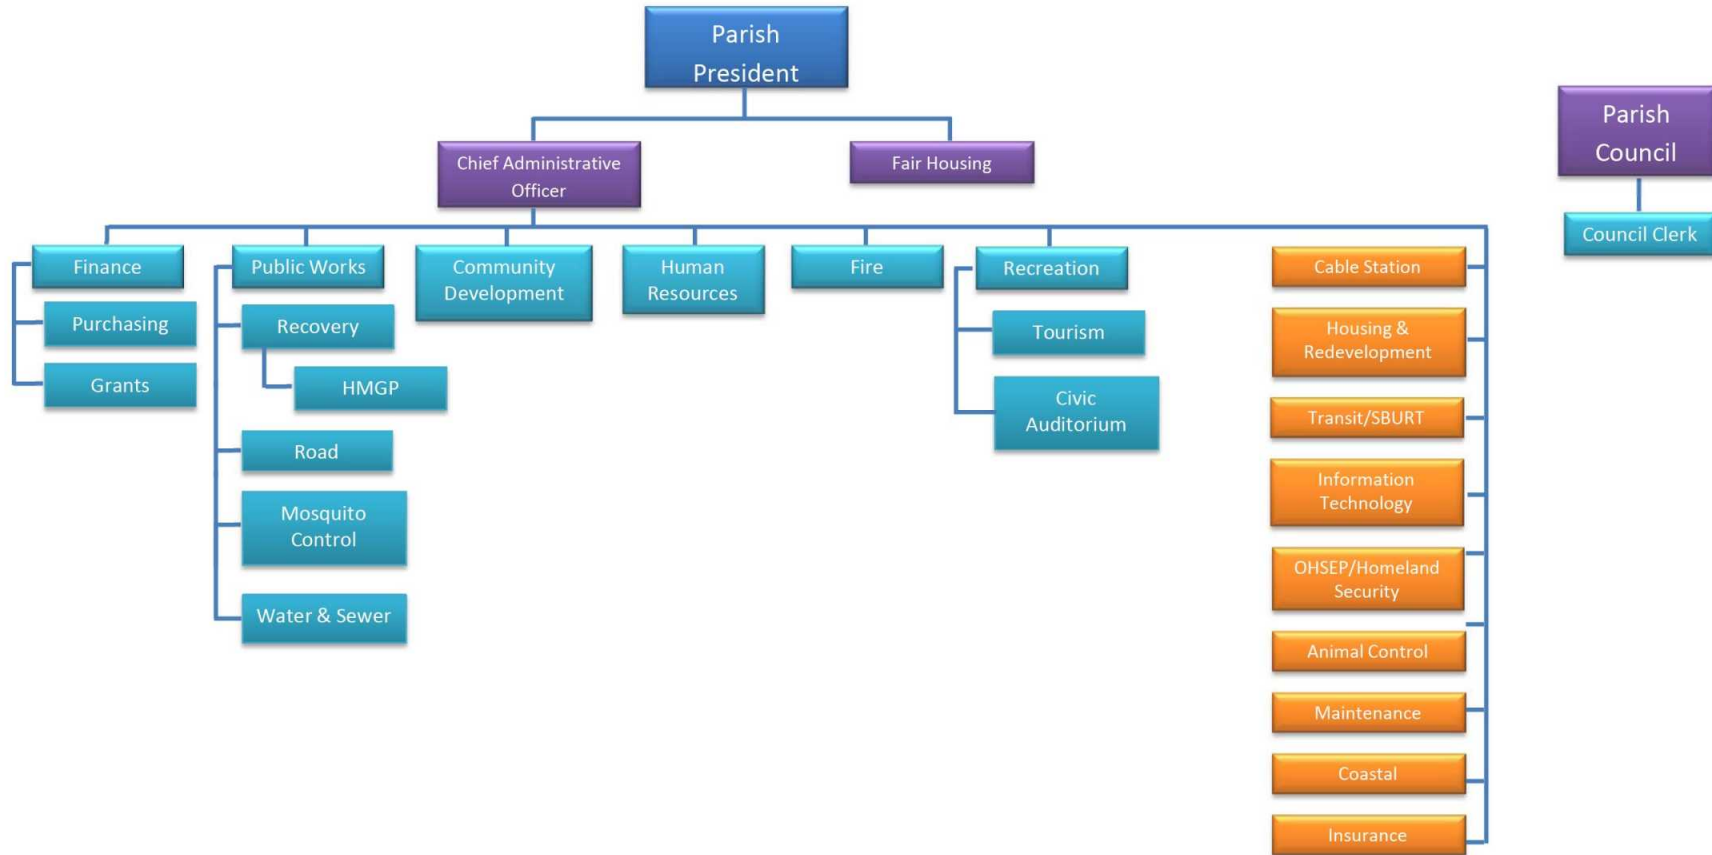 Parish
President
Parish
Council
Council Clerk
Chief Administrative
Officer
Fair Housing
Finance
Purchasing
Grants
Public Works
Recovery
HMGP
Road
Mosquito
Control
Water & Sewer
Community
Development
Human
Resources
Fire
Recreation
Tourism
Civic
Auditorium
Cable Station
Housing &
Redevelopment
Transit/SBURT
Information
Technology
OHSEP/Homeland
Security
Animal Control
Maintenance
Coastal
Insurance